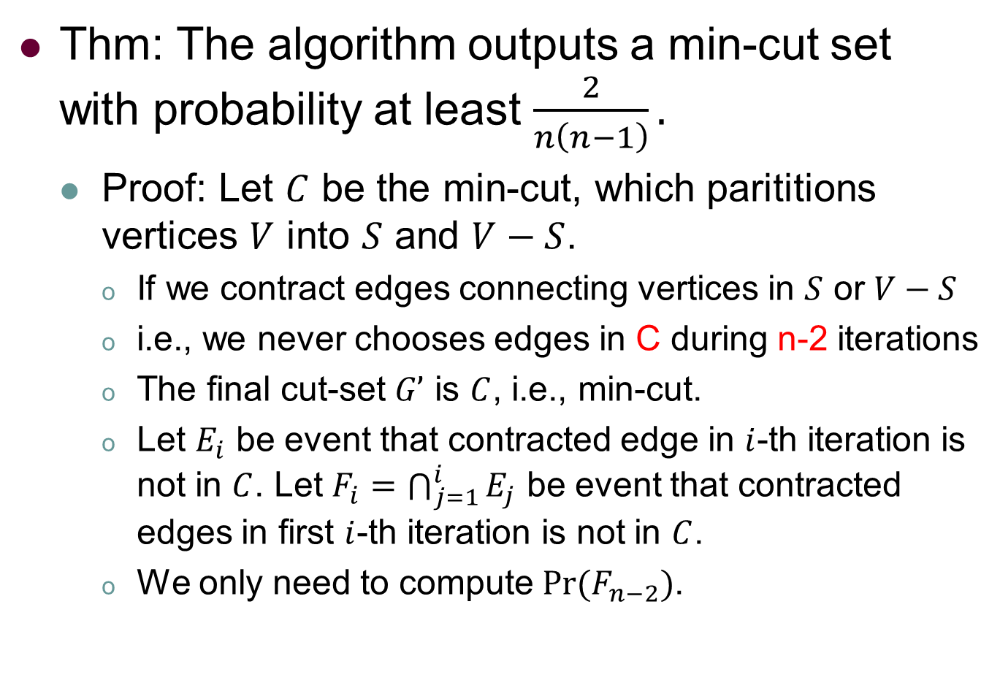 ● Thm: The algorithm outputs a min-cut set
with probability at least 2/n(n−1).
● Proof: Let C be the min-cut, which parititions
vertices V into S and V − S.
o If we contract edges connecting vertices in S or V − S
o i.e., we never chooses edges in C during n-2 iterations
o The final cut-set G’ is C, i.e., min-cut.
o Let E_i be event that contracted edge in i-th iteration is
not in C. Let F_i = ⋂_{j=1}^{i} E_j be event that contracted
edges in first i-th iteration is not in C.
o We only need to compute Pr(F_{n−2}).